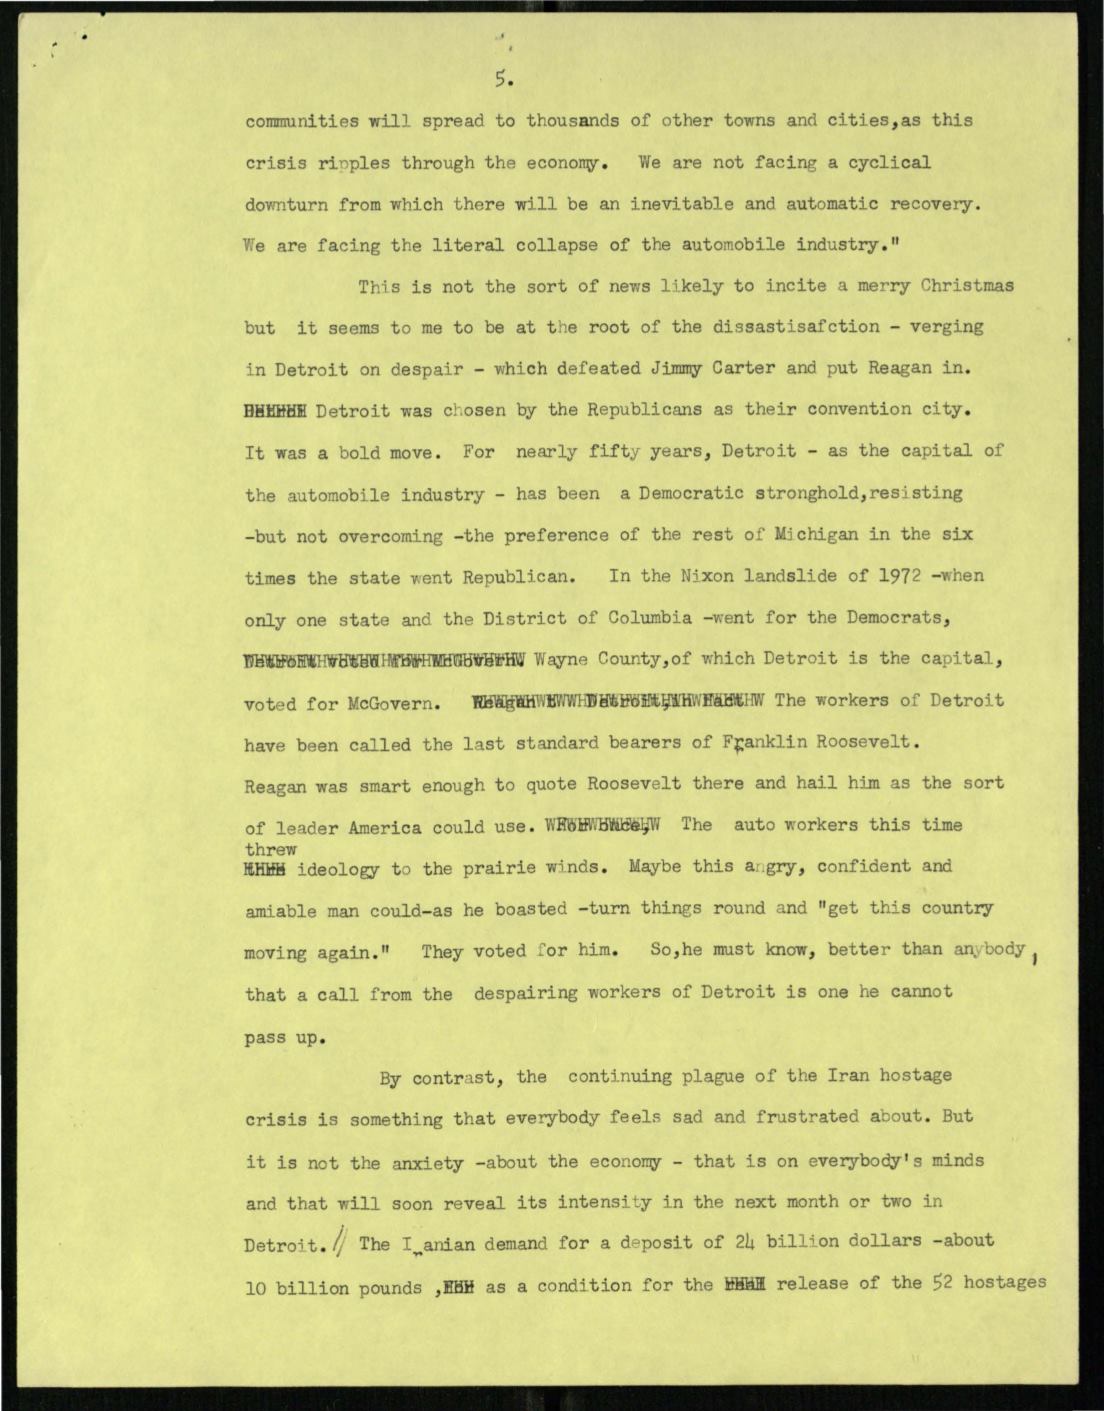 5.
communities will spread to thousands of other towns and cities,as this
crisis ripples through the economy. We are not facing a cyclical
downturn from which there will be an inevitable and automatic recovery.
We are facing the literal collapse of the automobile industry."
This is not the sort of news likely to incite a merry Christmas
but it seems to me to be at the root of the dissastisafction - verging
in Detroit on despair - which defeated Jimmy Carter and put Reagan in.
Detroit was chosen by the Republicans as their convention city.
It was a bold move. For nearly fifty years, Detroit - as the capital of
the automobile industry - has been a Democratic stronghold,resisting
-but not overcoming -the preference of the rest of Michigan in the six
times the state went Republican. In the Nixon landslide of 1972 -when
only one state and the District of Columbia -went for the Democrats,
Detroit voted for McGovern. Wayne County,of which Detroit is the capital,
voted for McGovern. The workers of Detroit
have been called the last standard bearers of Franklin Roosevelt.
Reagan was smart enough to quote Roosevelt there and hail him as the sort
of leader America could use. For once, The auto workers this time
threw
ideology to the prairie winds. Maybe this angry, confident and
amiable man could-as he boasted -turn things round and "get this country
moving again." They voted for him. So,he must know, better than anybody,
that a call from the despairing workers of Detroit is one he cannot
pass up.
By contrast, the continuing plague of the Iran hostage
crisis is something that everybody feels sad and frustrated about. But
it is not the anxiety -about the economy - that is on everybody's minds
and that will soon reveal its intensity in the next month or two in
Detroit. // The I anian demand for a deposit of 24 billion dollars -about
10 billion pounds , as a condition for the release of the 52 hostages